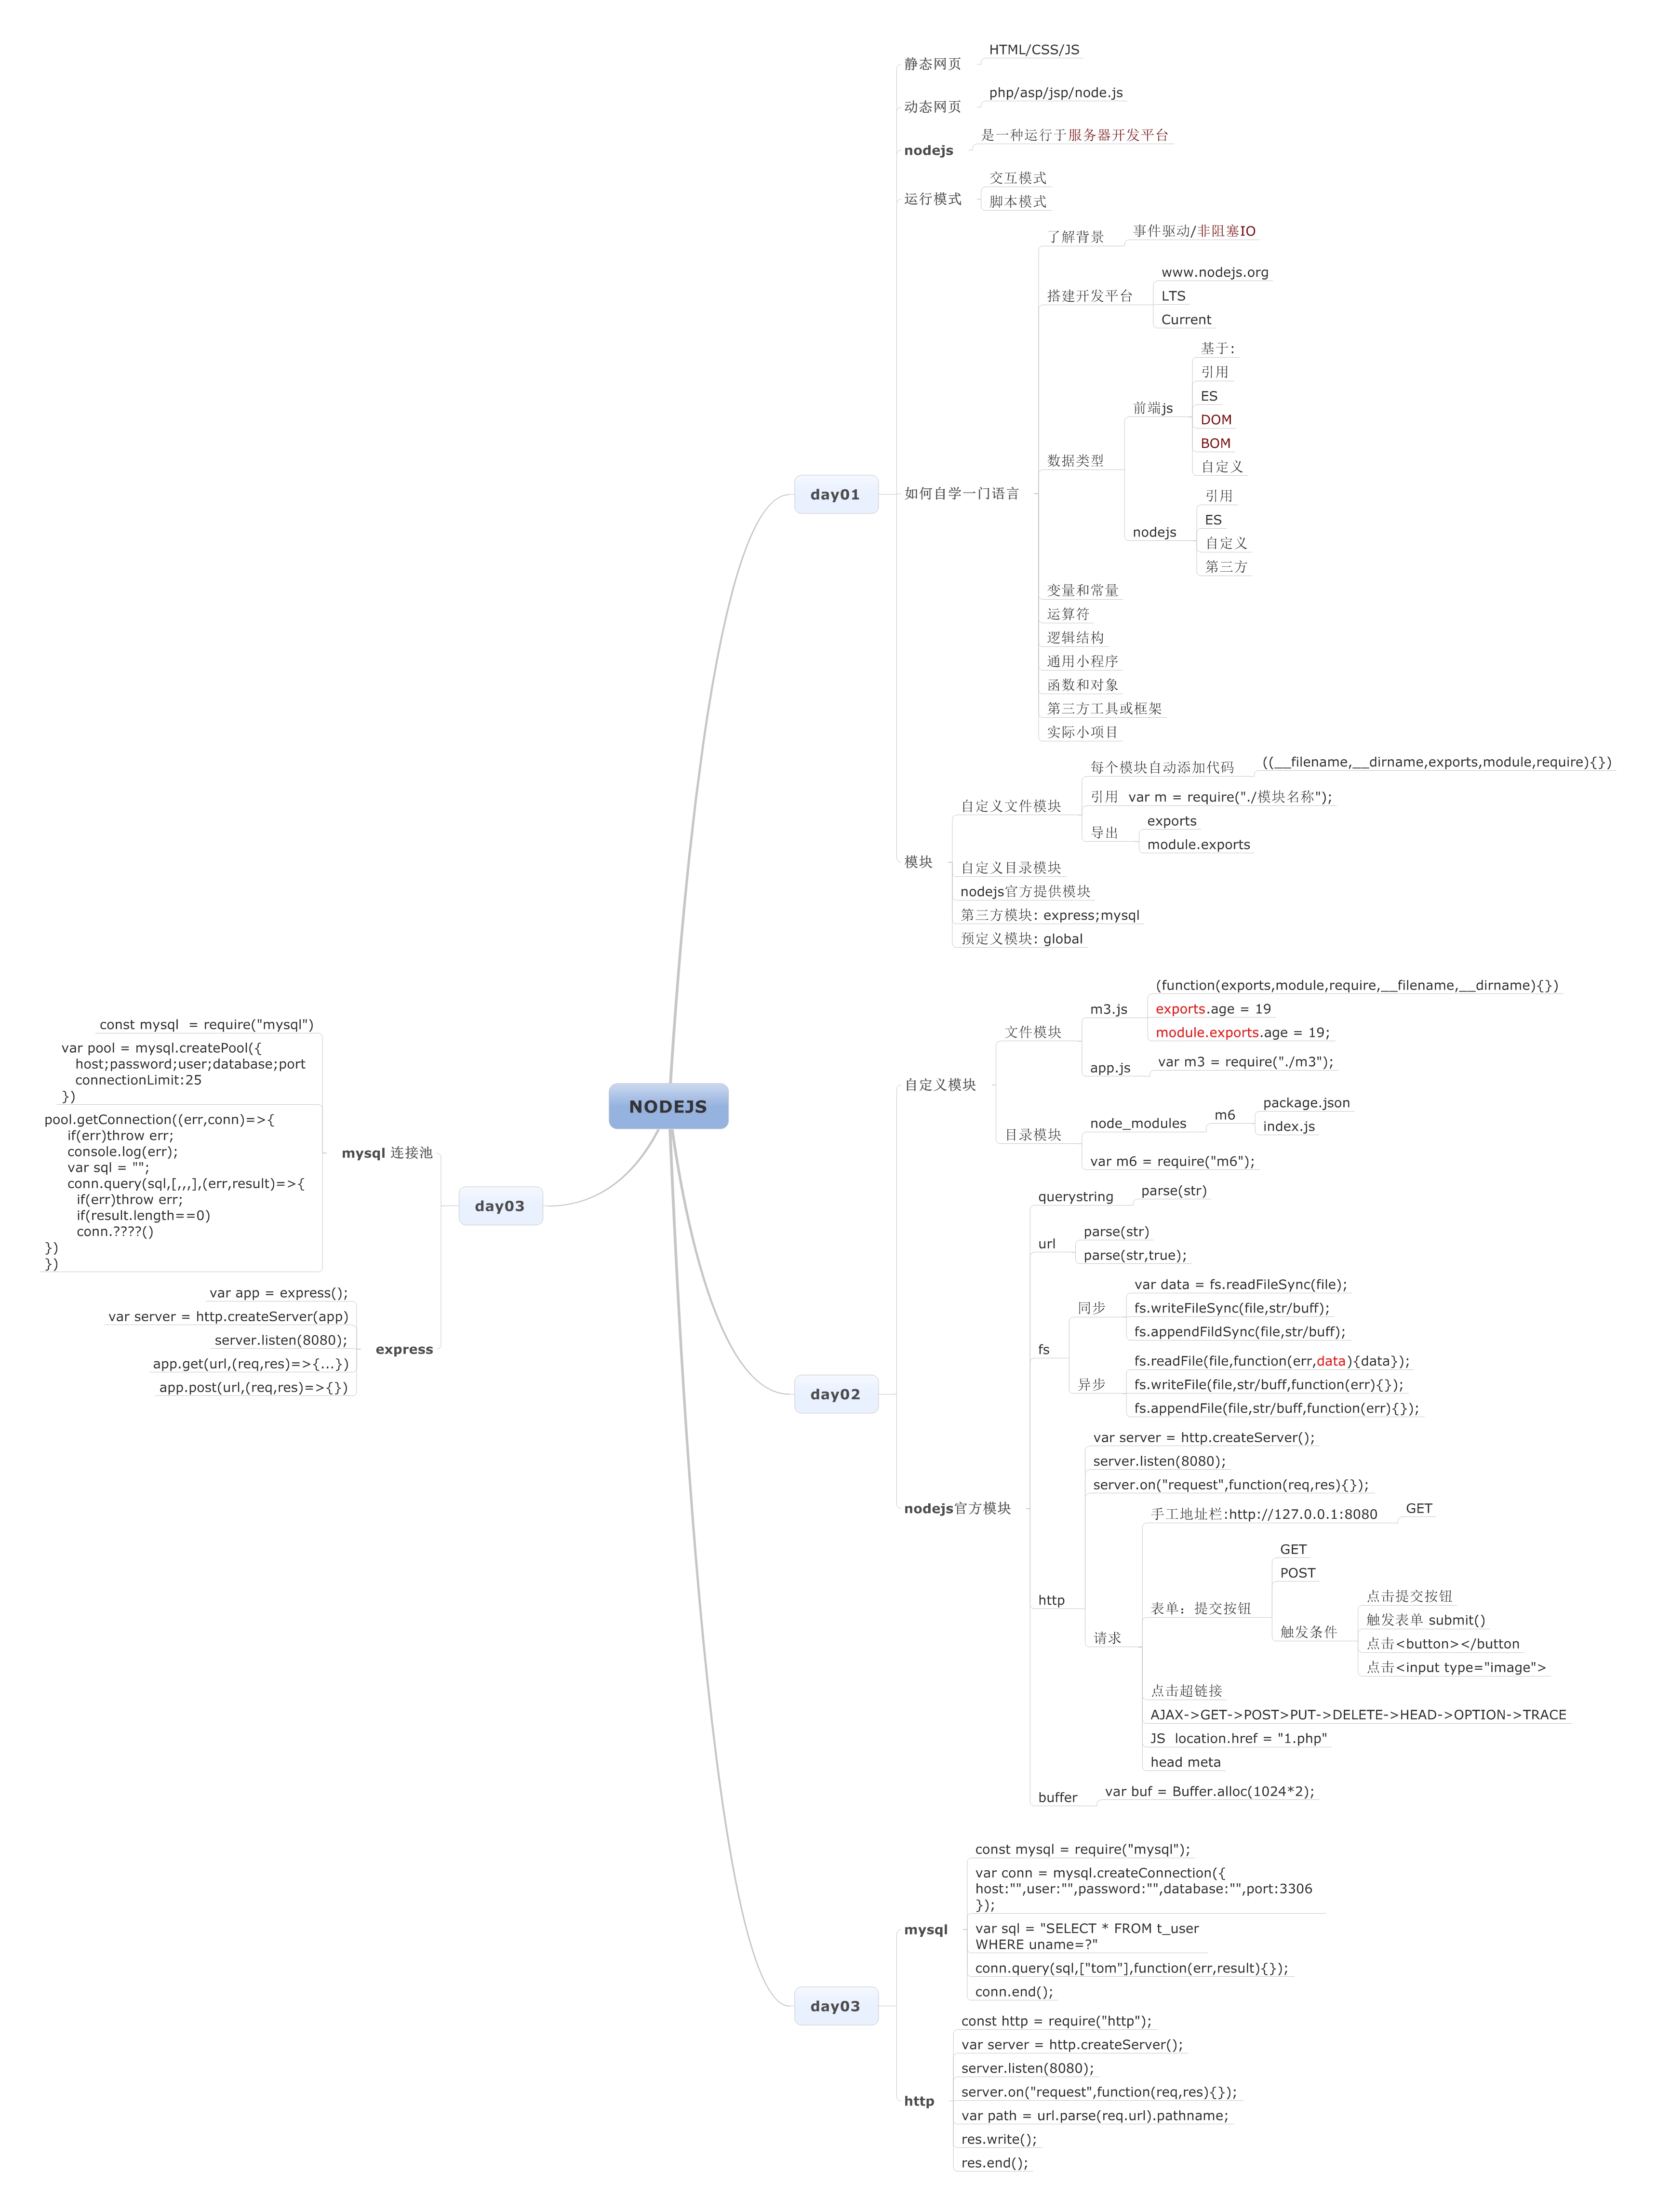 NODEJS
day01
静态网页
HTML/CSS/JS
动态网页
php/asp/jsp/node.js
nodejs
是一种运行于服务器开发平台
运行模式
交互模式
脚本模式
如何自学一门语言
了解背景
事件驱动/非阻塞IO
搭建开发平台
www.nodejs.org
LTS
Current
数据类型
前端js
基于:
引用
ES
DOM
BOM
自定义
nodejs
引用
ES
自定义
第三方
变量和常量
运算符
逻辑结构
通用小程序
函数和对象
第三方工具或框架
实际小项目
模块
自定义文件模块
每个模块自动添加代码
((__filename,__dirname,exports,module,require){})
引用  var m = require("./模块名称");
导出
exports
module.exports
自定义目录模块
nodejs官方提供模块
第三方模块: express;mysql
预定义模块: global
day02
自定义模块
文件模块
m3.js
(function(exports,module,require,__filename,__dirname){})
exports.age = 19
module.exports.age = 19;
app.js
var m3 = require("./m3");
目录模块
node_modules
m6
package.json
index.js
var m6 = require("m6");
nodejs官方模块
querystring
parse(str)
url
parse(str)
parse(str,true);
fs
同步
var data = fs.readFileSync(file);
fs.writeFileSync(file,str/buff);
fs.appendFildSync(file,str/buff);
异步
fs.readFile(file,function(err,data){data});
fs.writeFile(file,str/buff,function(err){});
fs.appendFile(file,str/buff,function(err){});
http
var server = http.createServer();
server.listen(8080);
server.on("request",function(req,res){});
请求
手工地址栏:http://127.0.0.1:8080
GET
表单：提交按钮
GET
POST
触发条件
点击提交按钮
触发表单 submit()
点击<button></button
点击<input type="image">
点击超链接
AJAX->GET->POST>PUT->DELETE->HEAD->OPTION->TRACE
JS  location.href = "1.php"
head meta
buffer
var buf = Buffer.alloc(1024*2);
day03
mysql
const mysql = require("mysql");
var conn = mysql.createConnection({
host:"",user:"",password:"",database:"",port:3306
});
var sql = "SELECT * FROM t_user
WHERE uname=?"
conn.query(sql,["tom"],function(err,result){});
conn.end();
http
const http = require("http");
var server = http.createServer();
server.listen(8080);
server.on("request",function(req,res){});
var path = url.parse(req.url).pathname;
res.write();
res.end();
day03
mysql 连接池
const mysql  = require("mysql")
var pool = mysql.createPool({
host;password;user;database;port
connectionLimit:25
})
pool.getConnection((err,conn)=>{
if(err)throw err;
console.log(err);
var sql = "";
conn.query(sql,[,,,],(err,result)=>{
if(err)throw err;
if(result.length==0)
conn.????()
})
})
express
var app = express();
var server = http.createServer(app)
server.listen(8080);
app.get(url,(req,res)=>{...})
app.post(url,(req,res)=>{})